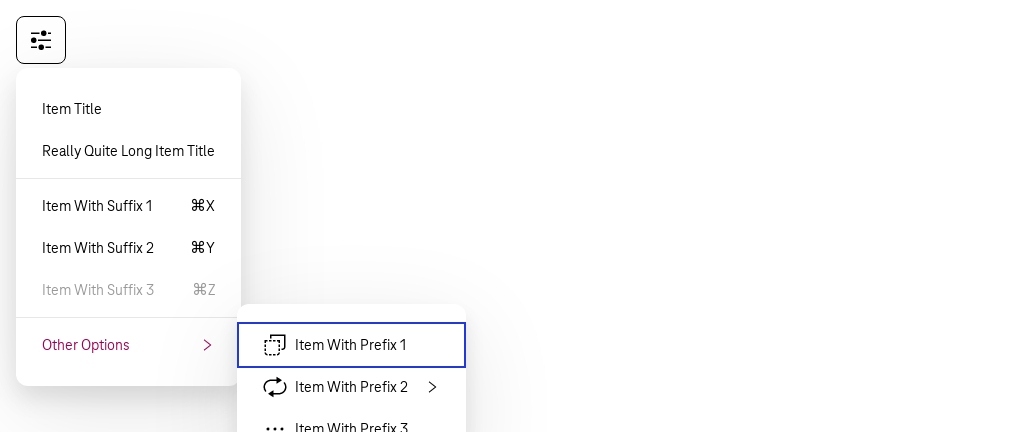 Item Title
Really Quite Long Item Title
Item With Suffix 1 ⌘X
Item With Suffix 2 ⌘Y
Item With Suffix 3 ⌘Z
Other Options
Item With Prefix 1
Item With Prefix 2
Item With Prefix 3